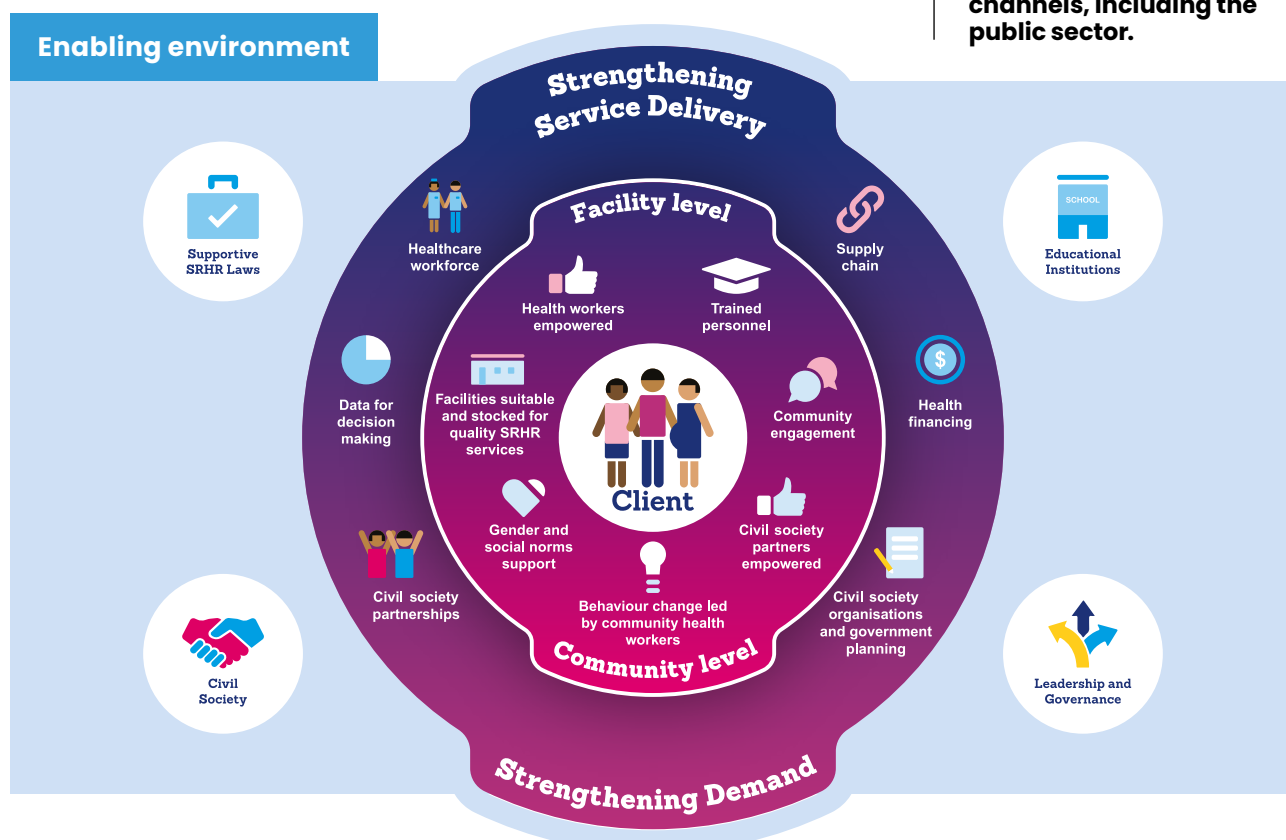 channels, including the
public sector.
Enabling environment
Strengthening
Service Delivery
Facility level
Supportive
SRHR Laws
Healthcare
workforce
Supply
chain
SCHOOL
Educational
Institutions
Health workers
empowered
Trained
personnel
Data for
decision
making
Facilities suitable
and stocked for
quality SRHR
services
Community
engagement
$
Health
financing
Client
Gender and
social norms
support
Civil society
partners
empowered
Behaviour change led
by community health
workers
Civil society
partnerships
Civil society
organisations
and government
planning
Community level
Civil
Society
Leadership and
Governance
Strengthening Demand